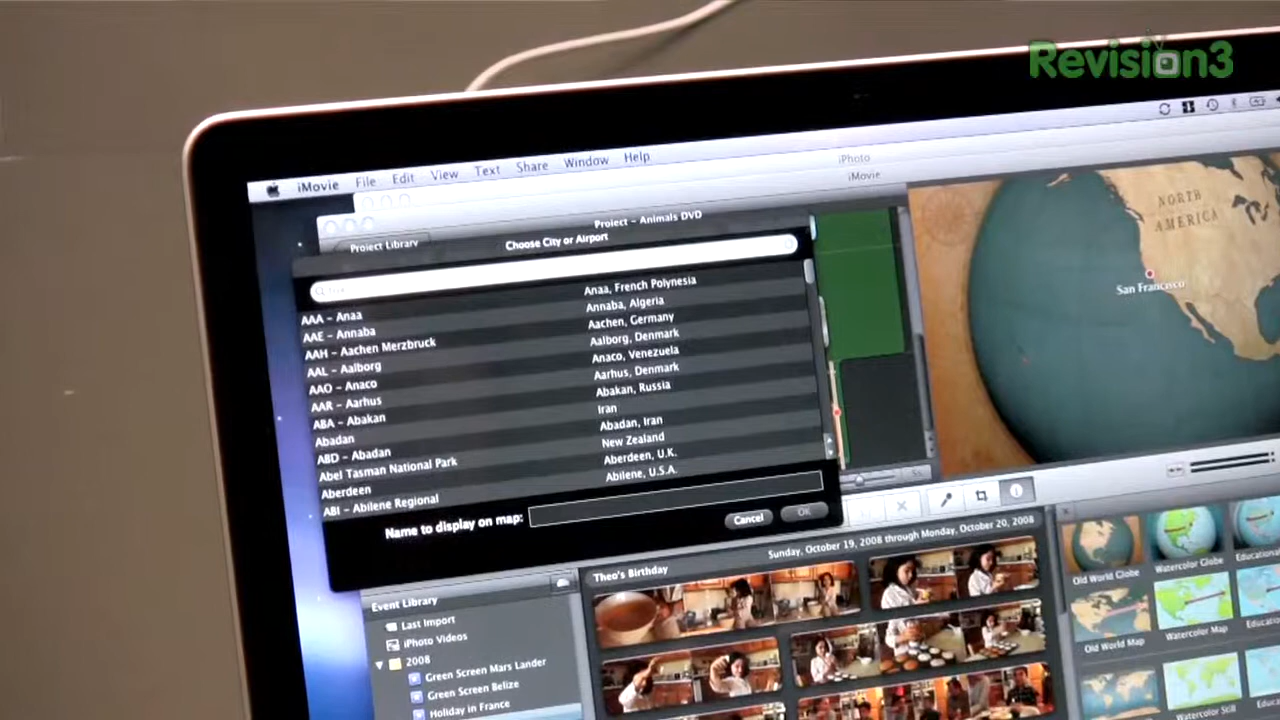 Revision3
iMovie File Edit View Text Share Window Help
iPhoto
iMovie
Project - Animals DVD
Project Library
Choose City or Airport
AAA - Anaa Anaa, French Polynesia
AAE - Annaba Annaba, Algeria
AAH - Aachen Merzbruck Aachen, Germany
AAL - Aalborg Aalborg, Denmark
AAO - Anaco Anaco, Venezuela
AAR - Aarhus Aarhus, Denmark
ABA - Abakan Abakan, Russia
Abadan Iran
ABD - Abadan Abadan, Iran
Abel Tasman National Park New Zealand
Aberdeen Aberdeen, U.K.
ABI - Abilene Regional Abilene, U.S.A.
Name to display on map:
Cancel OK
NORTH
AMERICA
San Francisco
Sunday, October 19, 2008 through Monday, October 20, 2008
Theo's Birthday
Event Library
Last Import
iPhoto Videos
2008
Green Screen Mars Lander
Green Screen Belize
Holiday in France
Old World Globe Watercolor Globe Educationa
Old World Map Watercolor Map Educa
Watercolor Still Educa